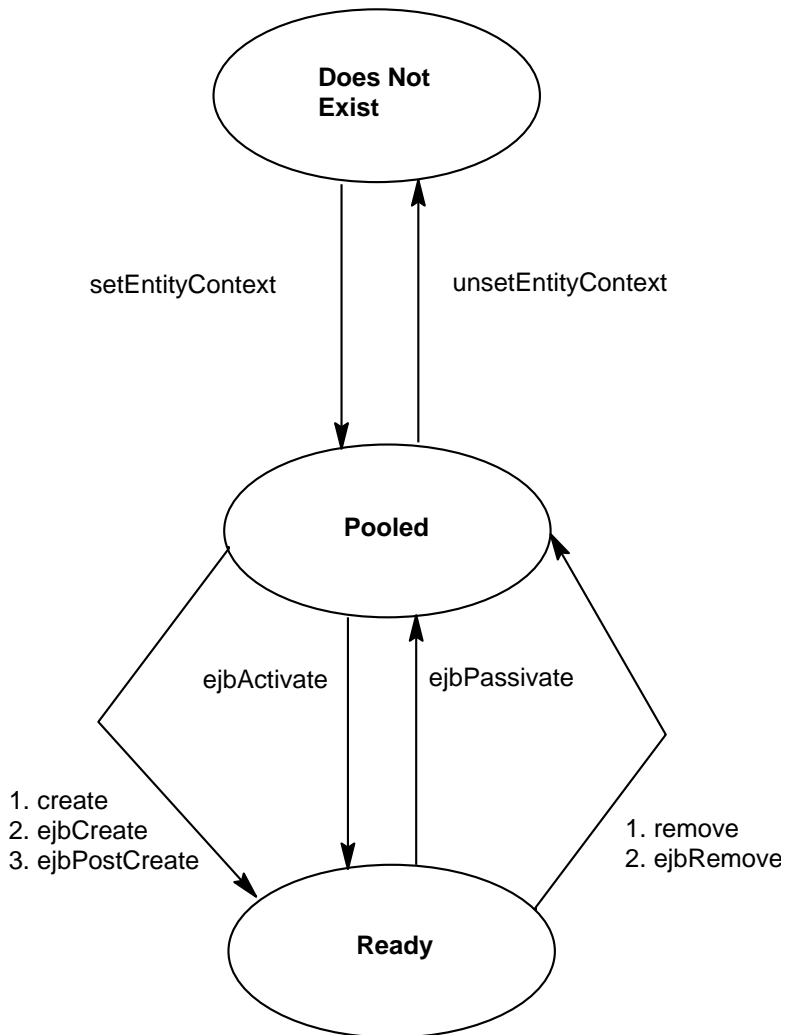 Does Not
Exist
setEntityContext
unsetEntityContext
Pooled
ejbActivate
ejbPassivate
1. create
2. ejbCreate
3. ejbPostCreate
1. remove
2. ejbRemove
Ready